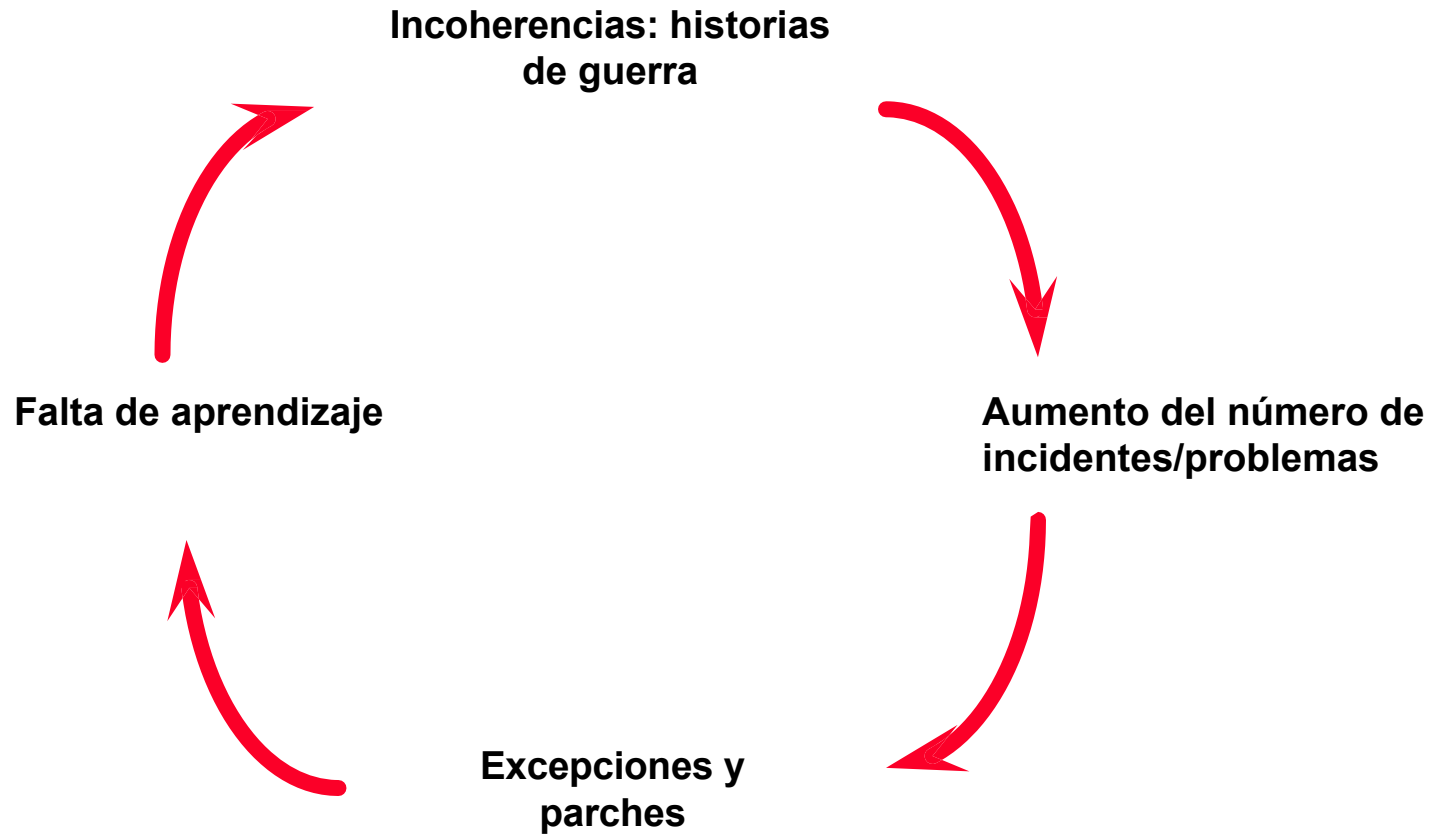 Incoherencias: historias
de guerra
Falta de aprendizaje
Aumento del número de
incidentes/problemas
Excepciones y
parches